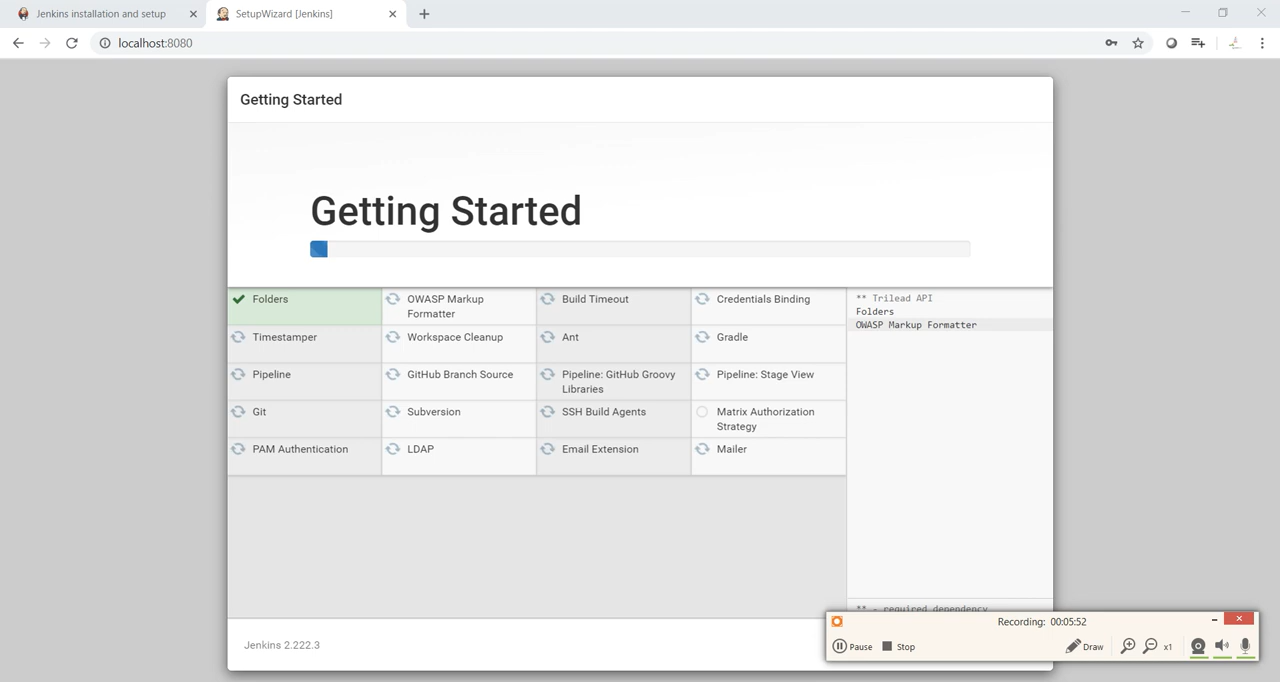 Jenkins installation and setup
SetupWizard [Jenkins]
localhost:8080
Getting Started
Getting Started
Folders
OWASP Markup
Formatter
Build Timeout
Credentials Binding
Timestamper
Workspace Cleanup
Ant
Gradle
Pipeline
GitHub Branch Source
Pipeline: GitHub Groovy
Libraries
Pipeline: Stage View
Git
Subversion
SSH Build Agents
Matrix Authorization
Strategy
PAM Authentication
LDAP
Email Extension
Mailer
** Trilead API
Folders
OWASP Markup Formatter
** - required dependency
Jenkins 2.222.3
Recording: 00:05:52
Pause
Stop
Draw
x1